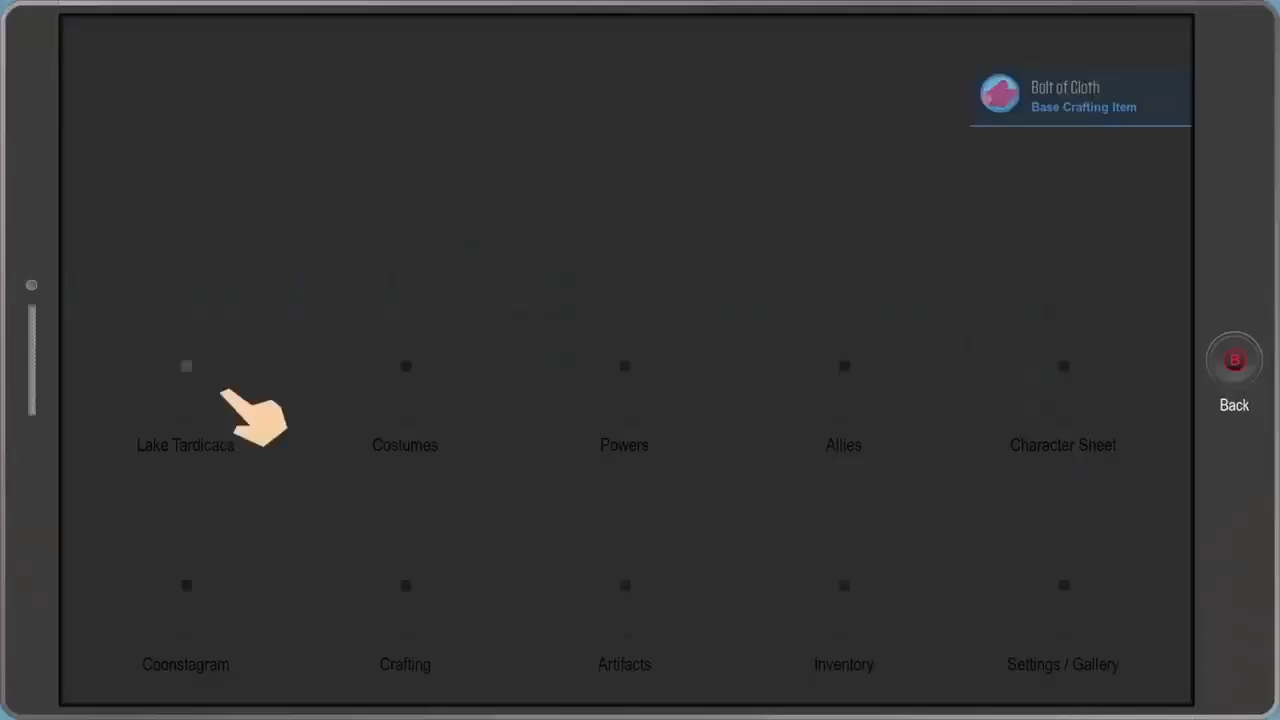 Bolt of Cloth
Base Crafting Item
B
Back
Lake Tardicaca
Costumes
Powers
Allies
Character Sheet
Coonstagram
Crafting
Artifacts
Inventory
Settings / Gallery